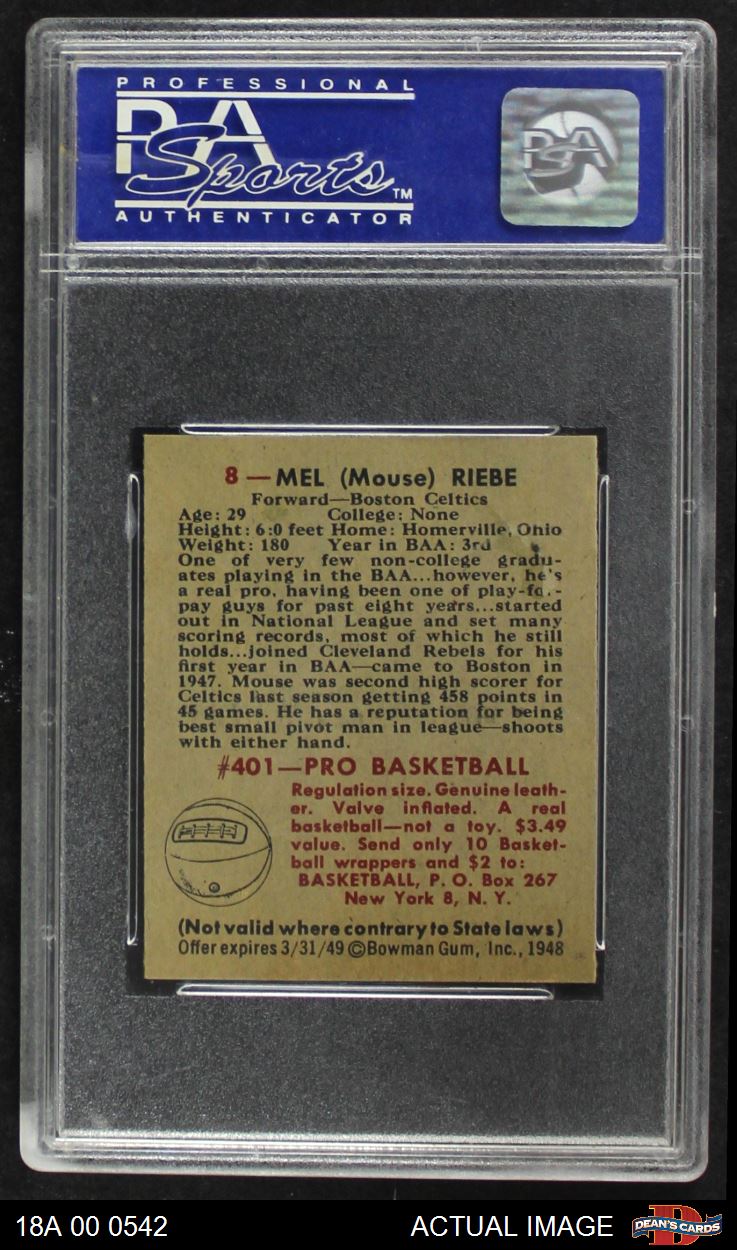 PROFESSIONAL
PSA
Sports™
AUTHENTICATOR
PSA
8 — MEL (Mouse) RIEBE
Forward—Boston Celtics
Age: 29 College: None
Height: 6:0 feet Home: Homerville, Ohio
Weight: 180 Year in BAA: 3rd
One of very few non-college gradu-
ates playing in the BAA...however, he's
a real pro, having been one of play-for-
pay guys for past eight years...started
out in National League and set many
scoring records, most of which he still
holds...joined Cleveland Rebels for his
first year in BAA—came to Boston in
1947. Mouse was second high scorer for
Celtics last season getting 458 points in
45 games. He has a reputation for being
best small pivot man in league—shoots
with either hand.
#401—PRO BASKETBALL
Regulation size. Genuine leath-
er. Valve inflated. A real
basketball—not a toy. $3.49
value. Send only 10 Basket-
ball wrappers and $2 to:
BASKETBALL, P. O. Box 267
New York 8, N. Y.
(Not valid where contrary to State laws)
Offer expires 3/31/49 ©Bowman Gum, Inc., 1948
18A 00 0542 ACTUAL IMAGE DEAN'S CARDS